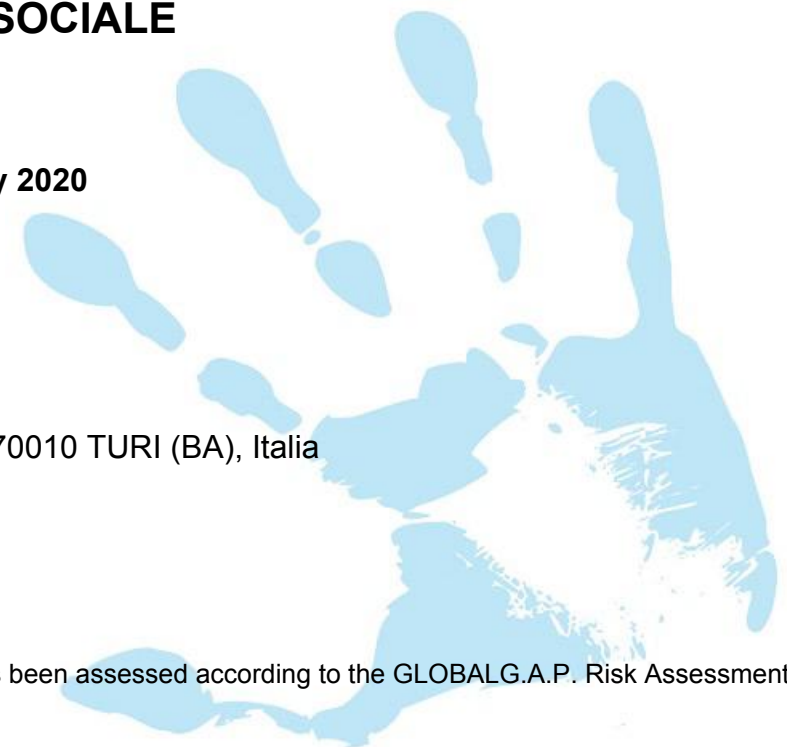 SOCIALE
y 2020
70010 TURI (BA), Italia
been assessed according to the GLOBALG.A.P. Risk Assessment